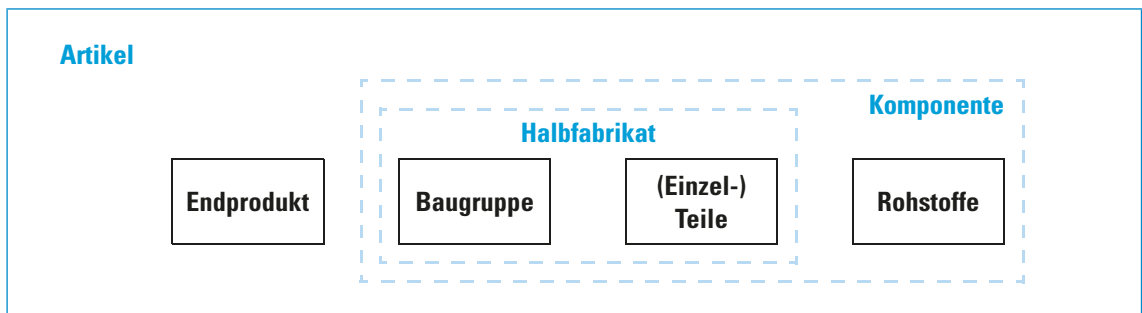 Artikel
Komponente
Halbfabrikat
Endprodukt
Baugruppe
(Einzel-)
Teile
Rohstoffe